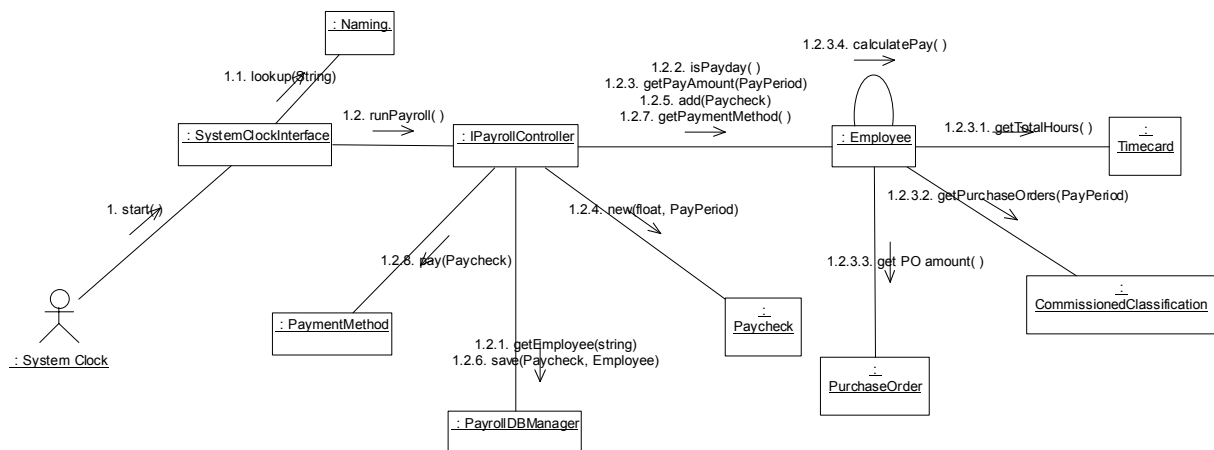 : Naming.
1.1. lookup(String)
1.2.3.4. calculatePay( )
1.2.2. isPayday( )
1.2.3. getPayAmount(PayPeriod)
1.2.5. add(Paycheck)
1.2.7. getPaymentMethod( )
1.2. runPayroll( )
: SystemClockInterface
: IPayrollController
: Employee
1.2.3.1. getTotalHours( )
:
Timecard
1. start( )
1.2.4. new(float, PayPeriod)
1.2.3.2. getPurchaseOrders(PayPeriod)
1.2.8. pay(Paycheck)
1.2.3.3. get PO amount( )
: PaymentMethod
:
Paycheck
:
CommissionedClassification
1.2.1. getEmployee(string)
1.2.6. save(Paycheck, Employee)
: System Clock
:
PurchaseOrder
: PayrollDBManager